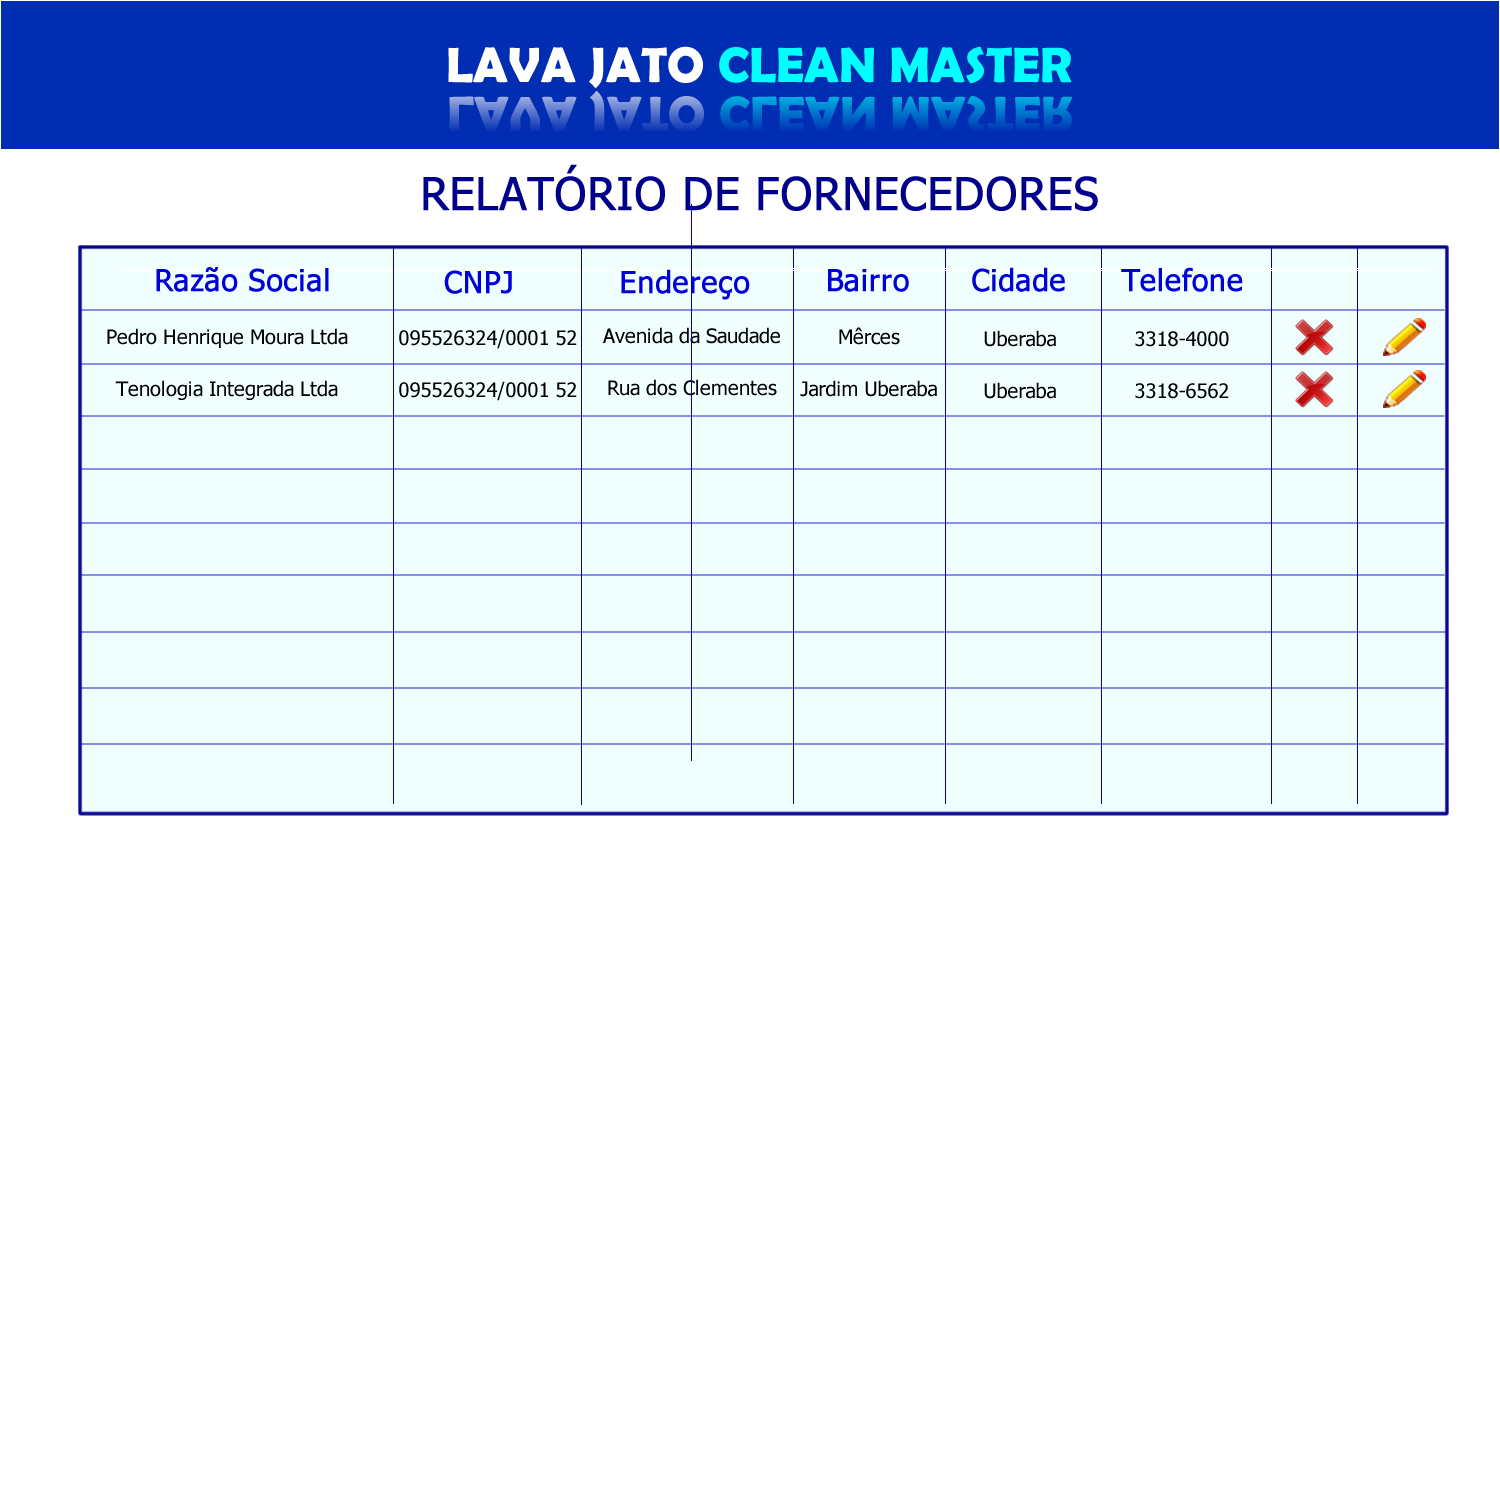 LAVA JATO CLEAN MASTER
RELATÓRIO DE FORNECEDORES
Razão Social CNPJ Endereço Bairro Cidade Telefone
Pedro Henrique Moura Ltda 095526324/0001 52 Avenida da Saudade Mêrces Uberaba 3318-4000
Tenologia Integrada Ltda 095526324/0001 52 Rua dos Clementes Jardim Uberaba Uberaba 3318-6562